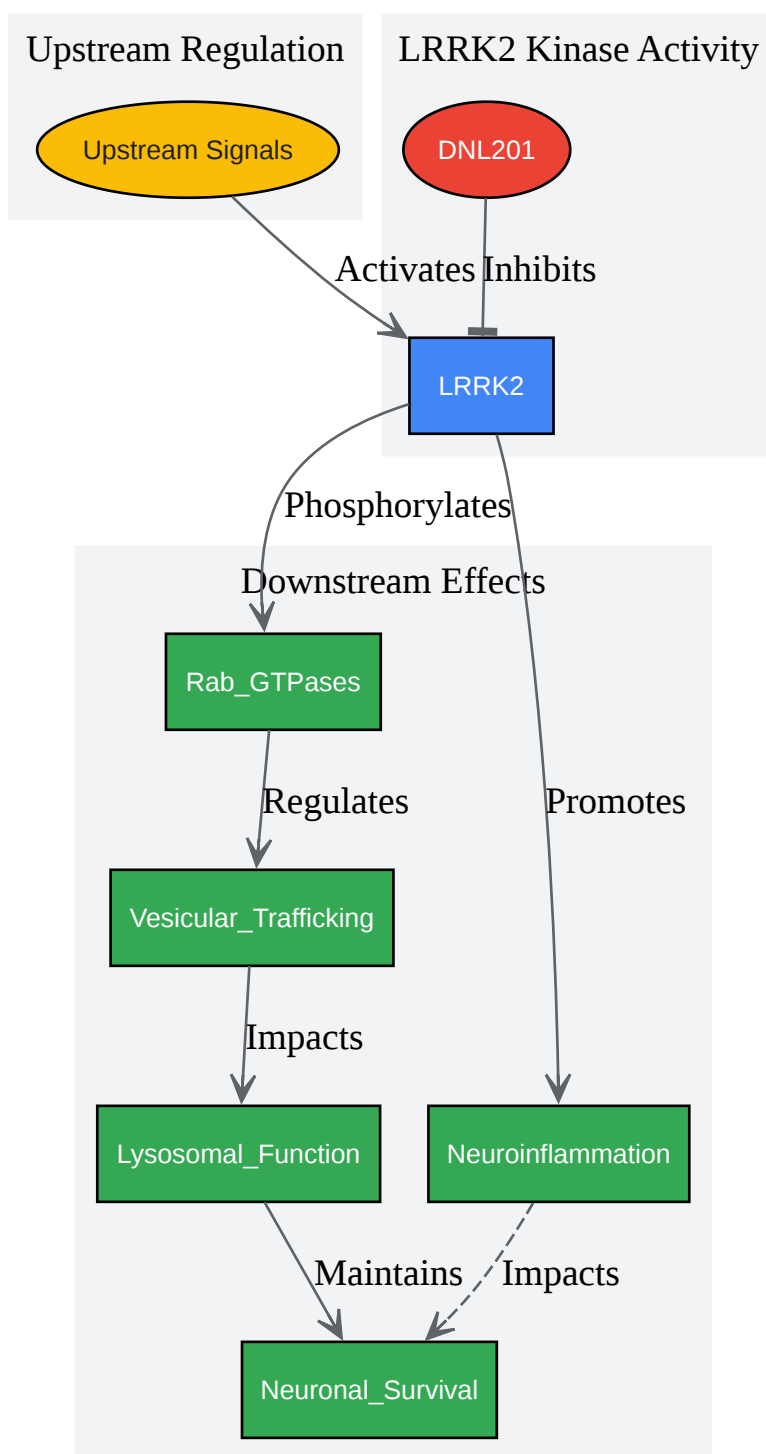 Upstream Regulation
LRRK2 Kinase Activity
Upstream Signals
DNL201
Activates
Inhibits
LRRK2
Phosphorylates
Downstream Effects
Rab_GTPases
Regulates
Promotes
Vesicular_Trafficking
Impacts
Lysosomal_Function
Neuroinflammation
Maintains
Impacts
Neuronal_Survival